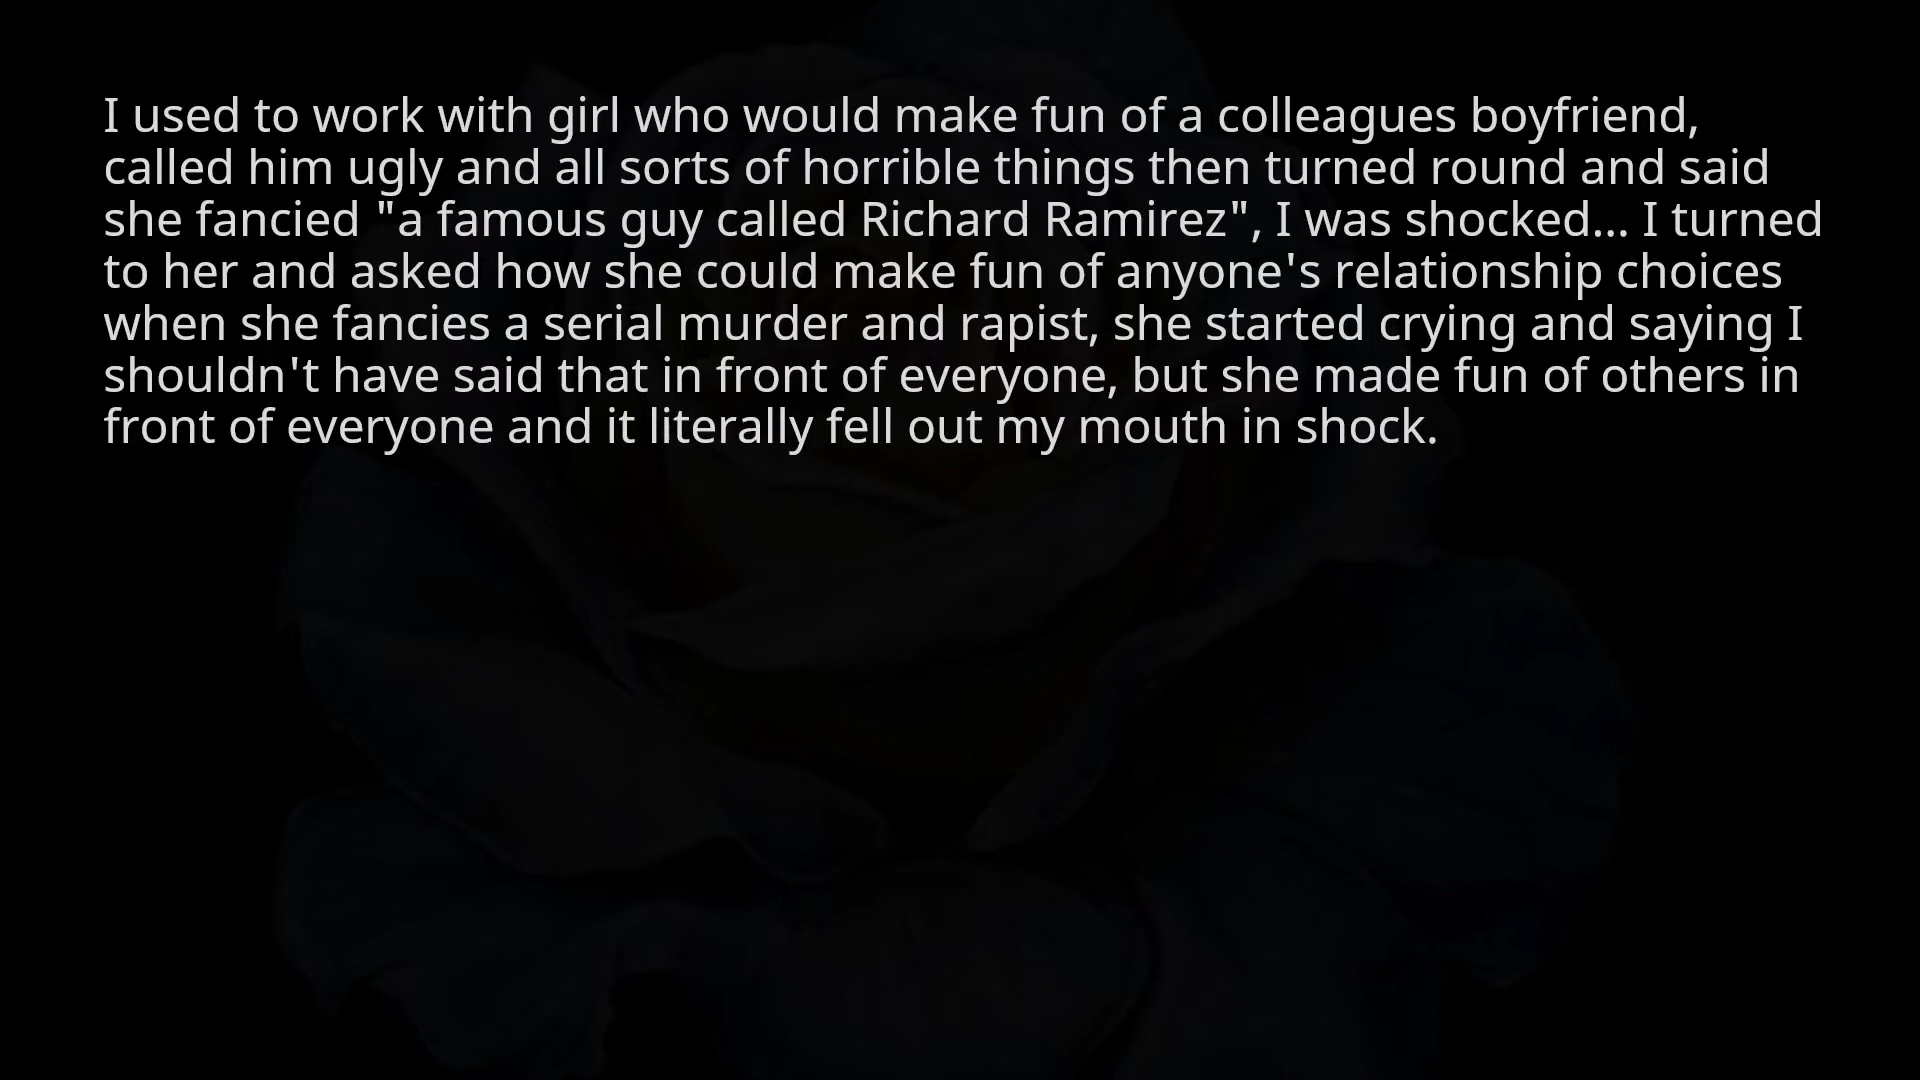 I used to work with girl who would make fun of a colleagues boyfriend,
called him ugly and all sorts of horrible things then turned round and said
she fancied "a famous guy called Richard Ramirez", I was shocked... I turned
to her and asked how she could make fun of anyone's relationship choices
when she fancies a serial murder and rapist, she started crying and saying I
shouldn't have said that in front of everyone, but she made fun of others in
front of everyone and it literally fell out my mouth in shock.